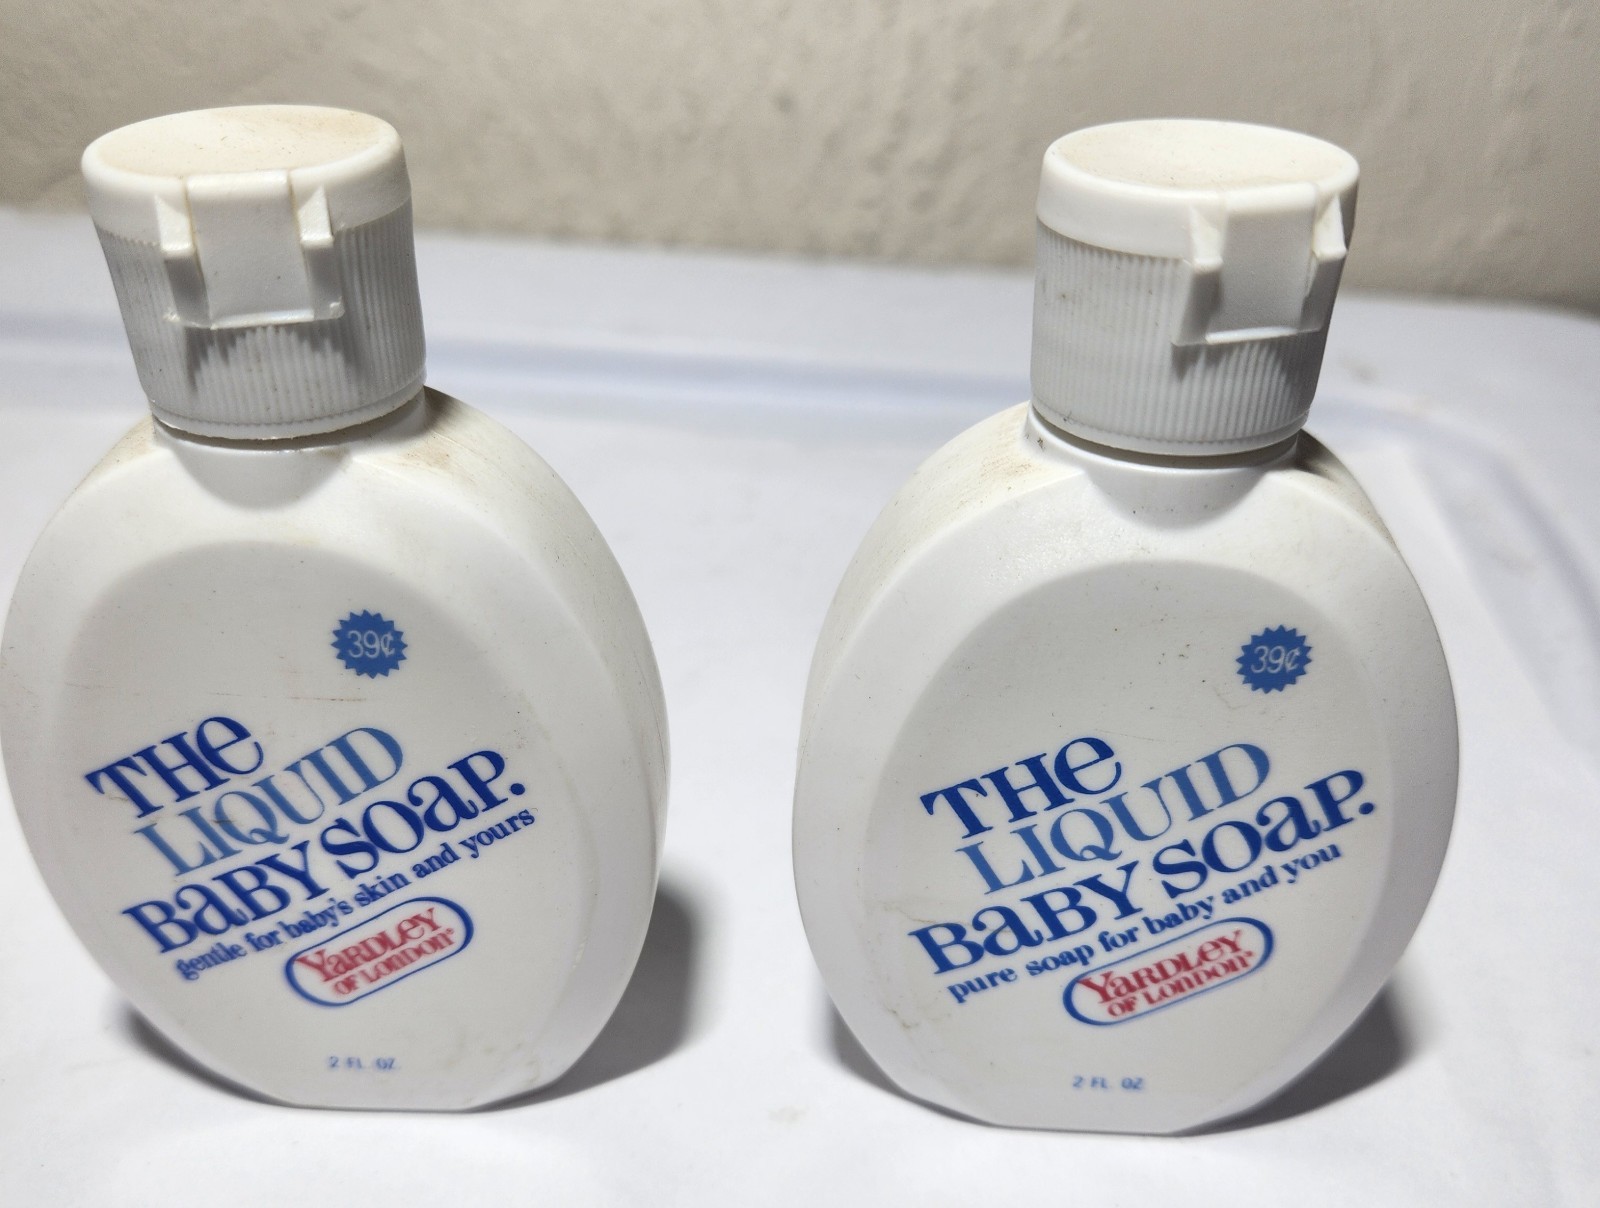 39¢
THE
LIQUID
BABY SOAP.
gentle for baby's skin and yours
YARDLEY
OF LONDON®
2 FL. OZ.
39¢
THE
LIQUID
BABY SOAP.
pure soap for baby and you
YARDLEY
OF LONDON®
2 FL. OZ